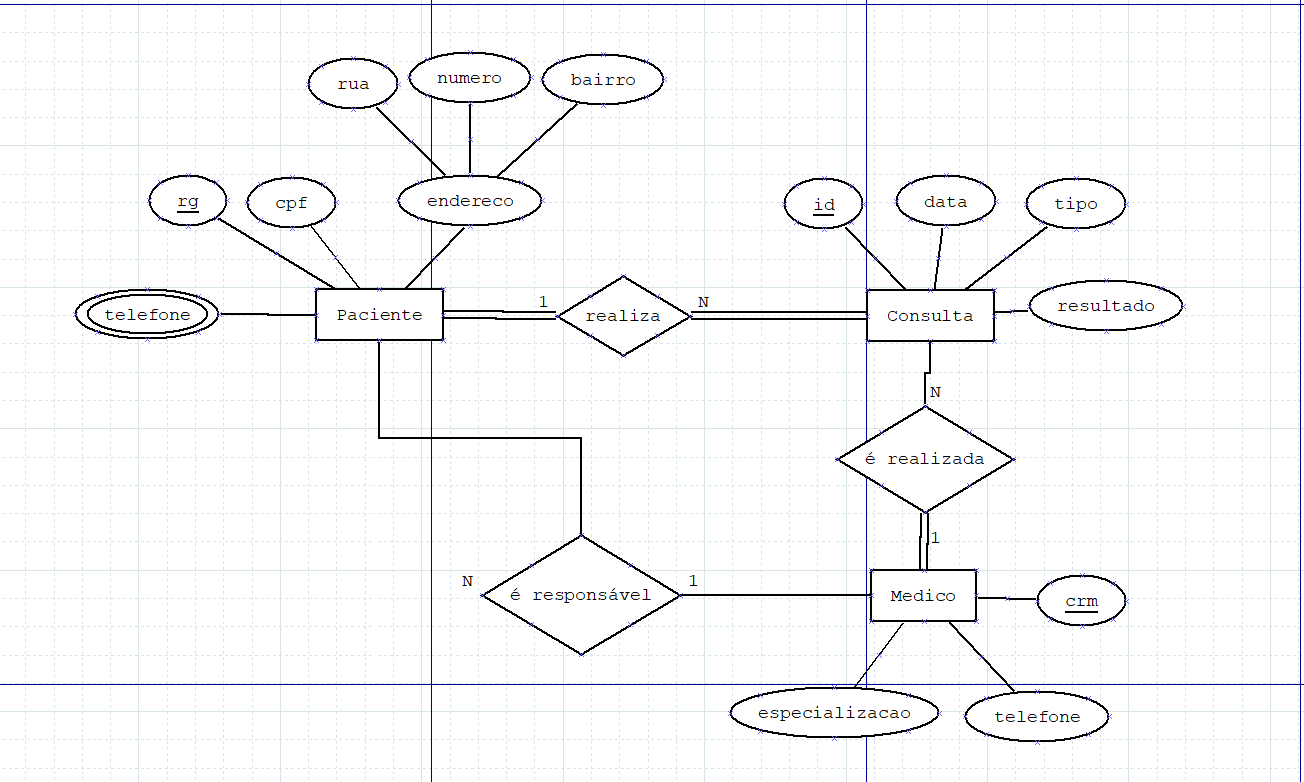 rua
numero
bairro
rg
cpf
endereco
id
data
tipo
telefone
Paciente
1
realiza
N
Consulta
resultado
N
é realizada
1
N
é responsável
1
Medico
crm
especializacao
telefone